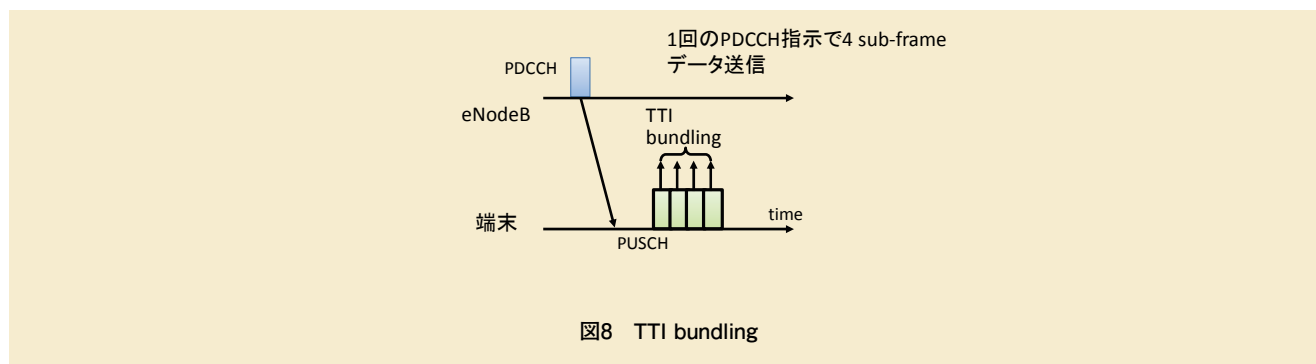 1回のPDCCH指示で4 sub-frame
データ送信
PDCCH
eNodeB
TTI
bundling
端末
time
PUSCH
図8 TTI bundling